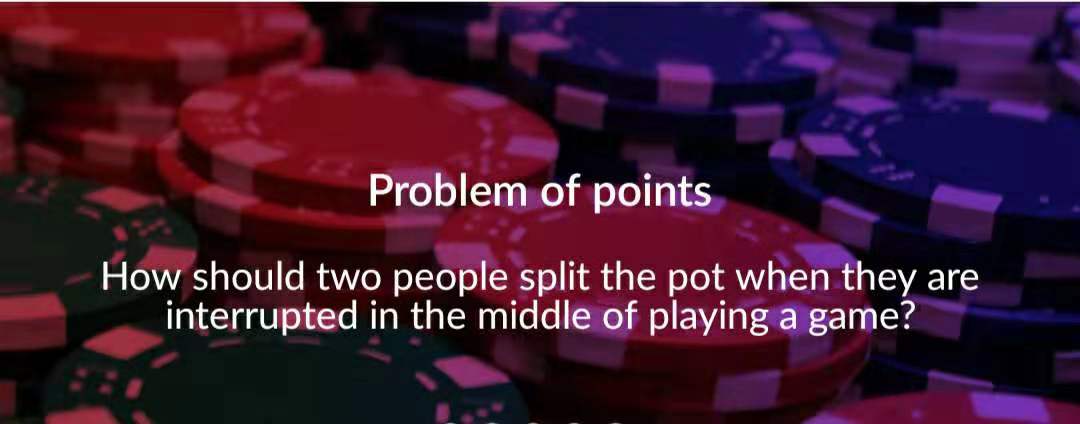 Problem of points
How should two people split the pot when they are
interrupted in the middle of playing a game?